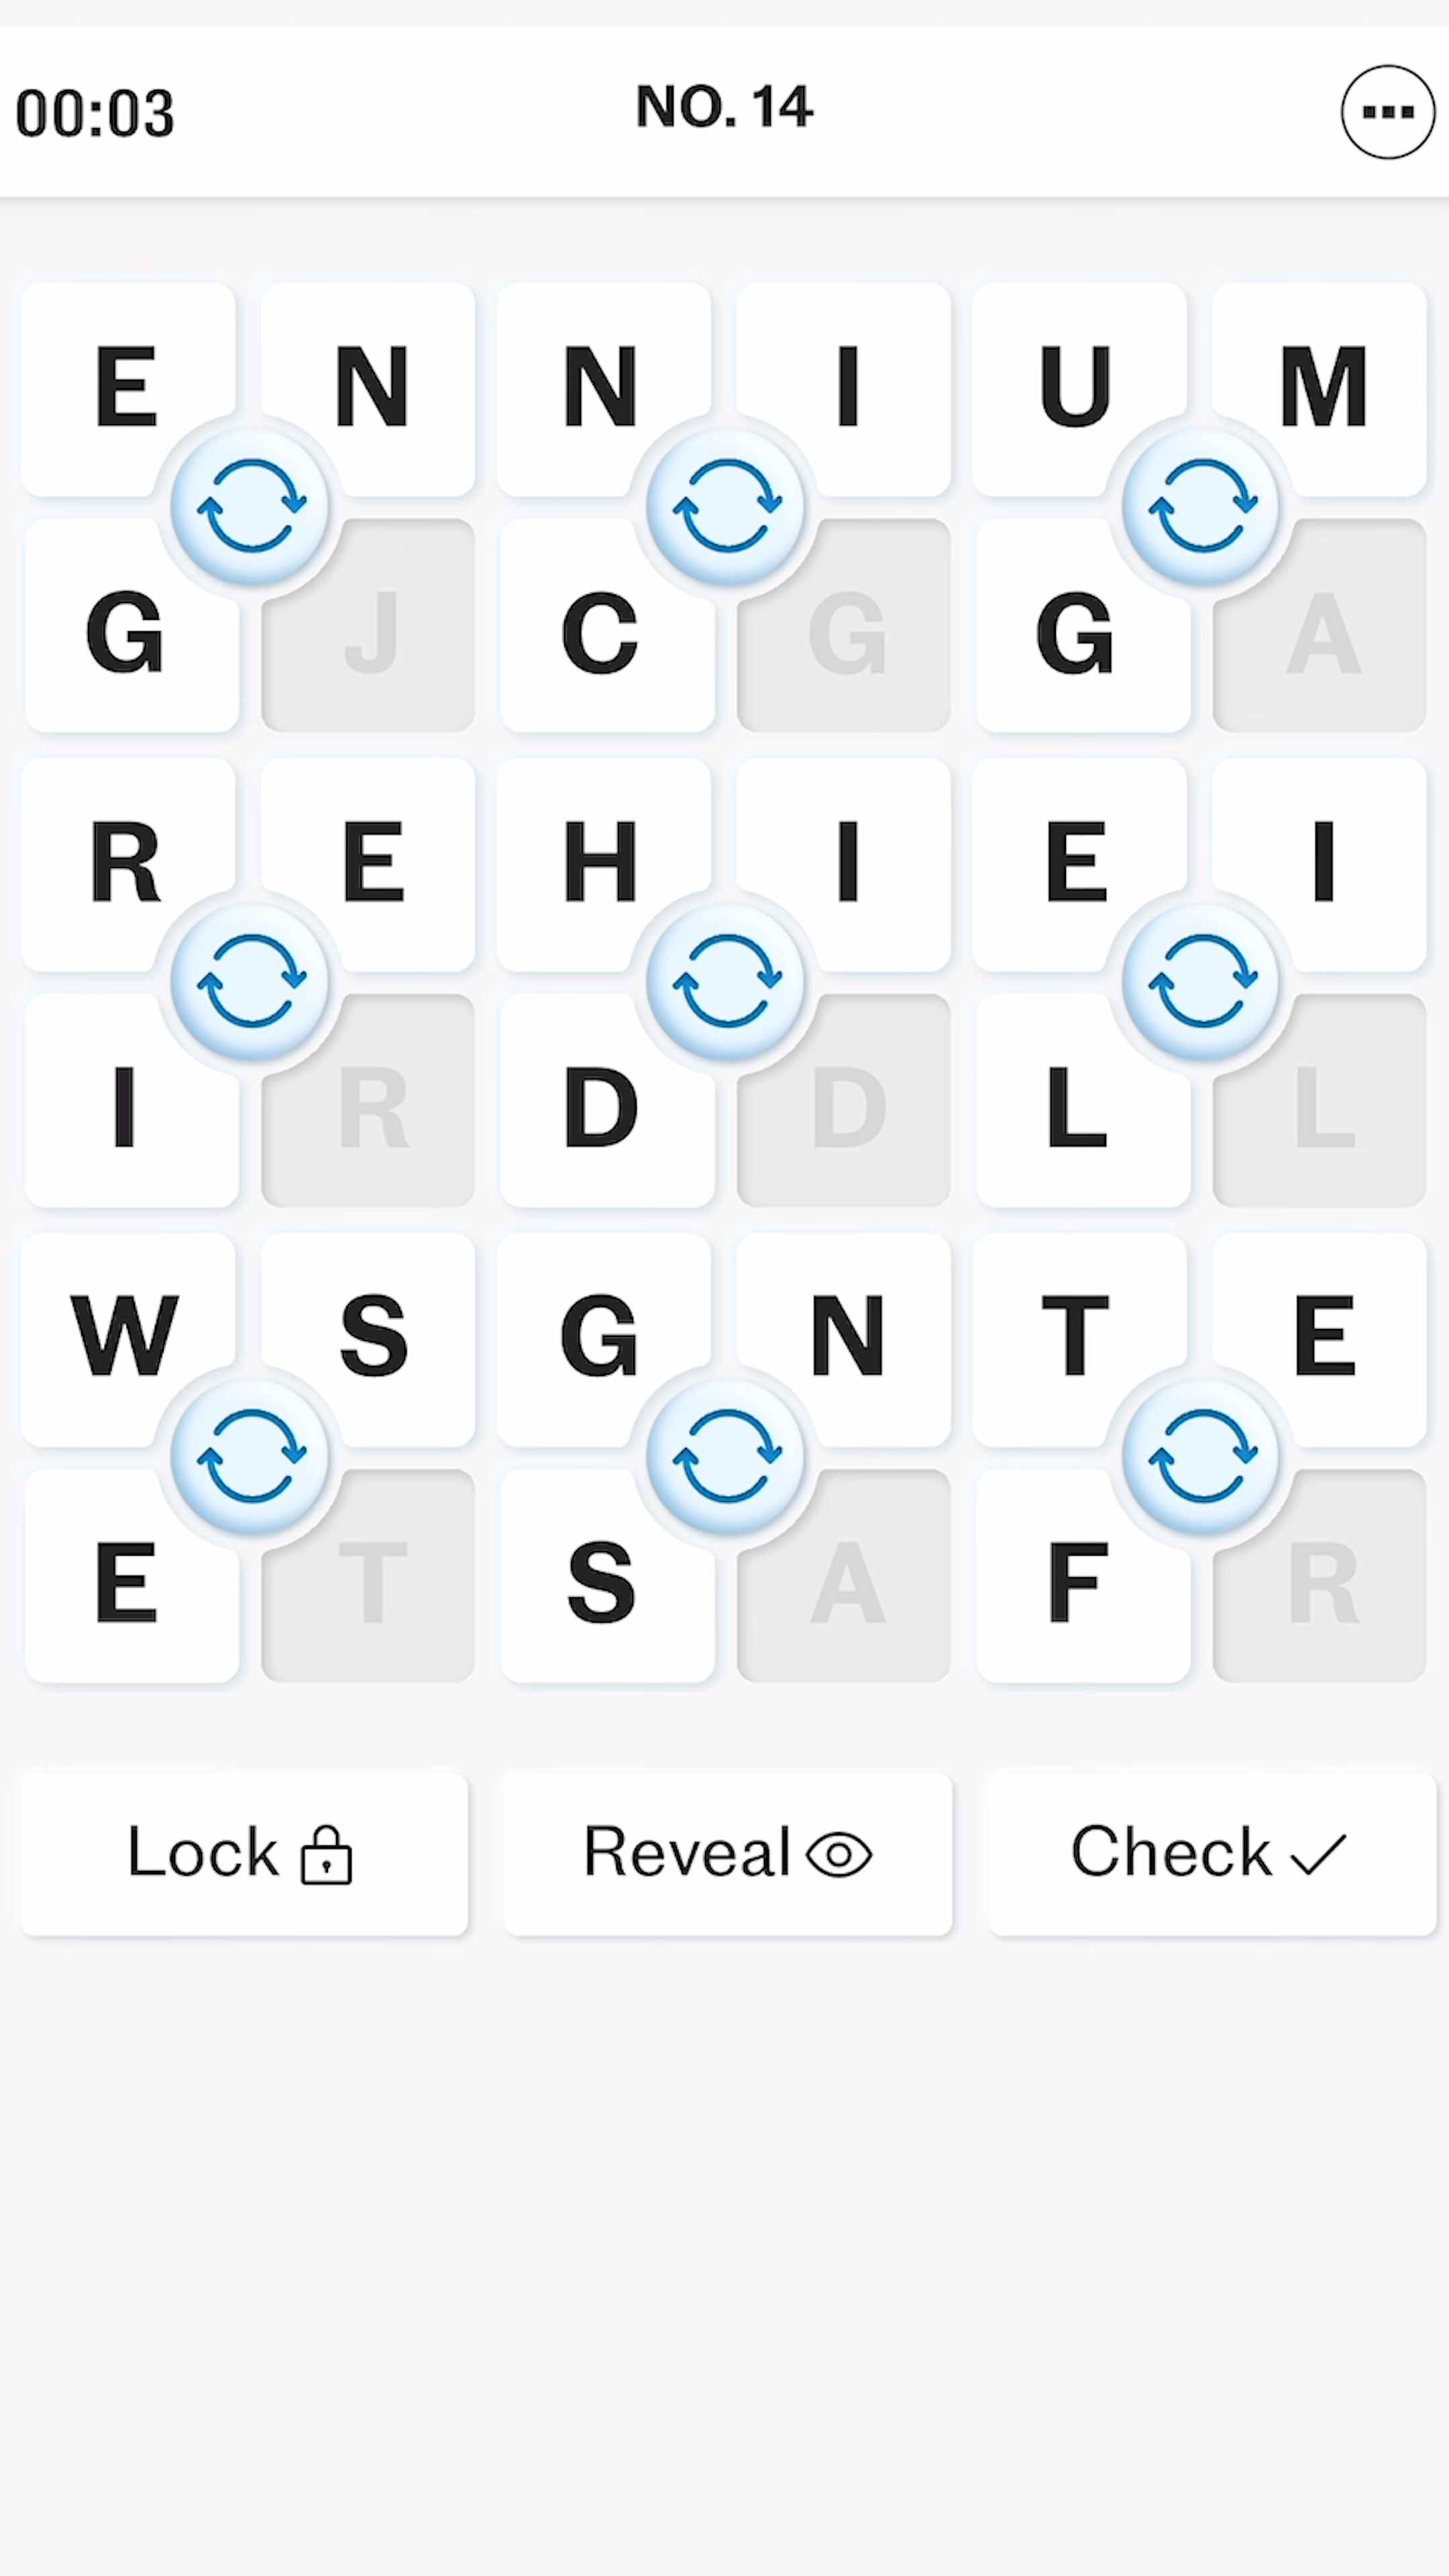 00:03 NO. 14
E N N I U M
G J C G G A
R E H I E I
I R D D L L
W S G N T E
E T S A F R
Lock Reveal Check